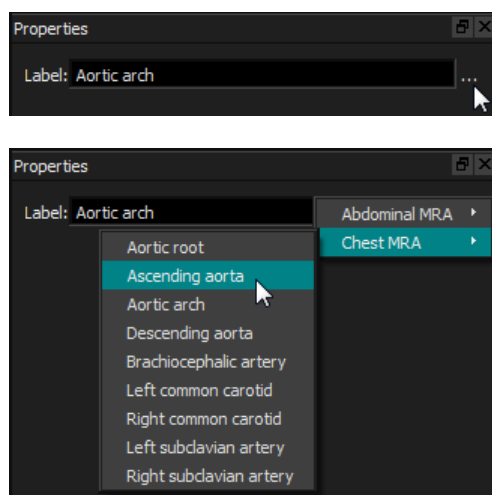 Properties
Label: Aortic arch ...
Properties
Label: Aortic arch
Abdominal MRA
Chest MRA
Aortic root
Ascending aorta
Aortic arch
Descending aorta
Brachiocephalic artery
Left common carotid
Right common carotid
Left subclavian artery
Right subclavian artery